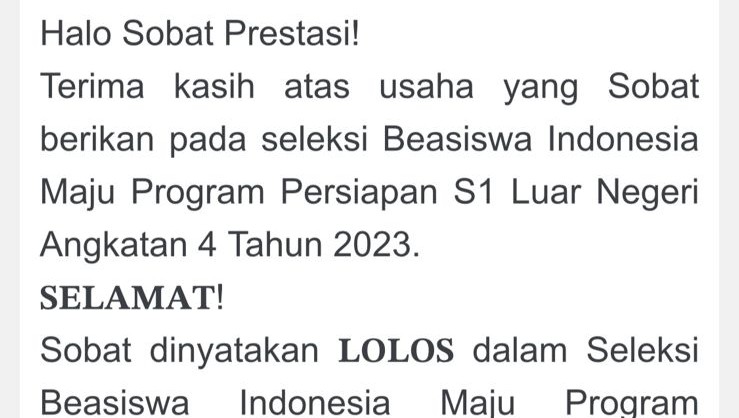 Halo Sobat Prestasi!
Terima kasih atas usaha yang Sobat
berikan pada seleksi Beasiswa Indonesia
Maju Program Persiapan S1 Luar Negeri
Angkatan 4 Tahun 2023.
SELAMAT!
Sobat dinyatakan LOLOS dalam Seleksi
Beasiswa Indonesia Maju Program